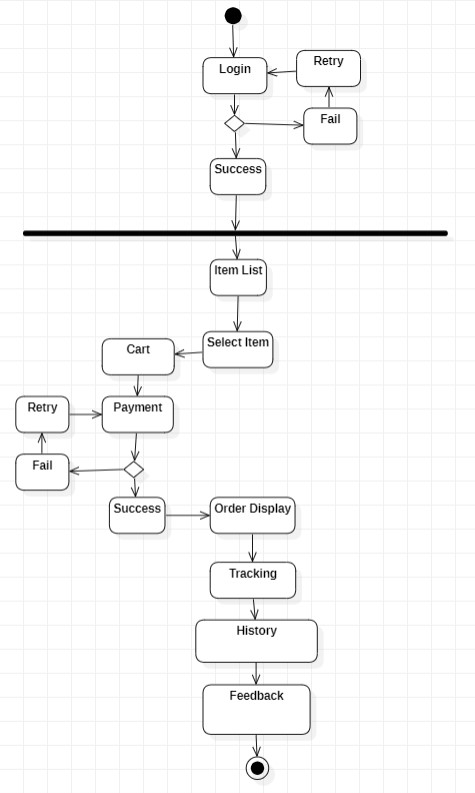 Login
Retry
Fail
Success
Item List
Select Item
Cart
Retry
Payment
Fail
Success
Order Display
Tracking
History
Feedback